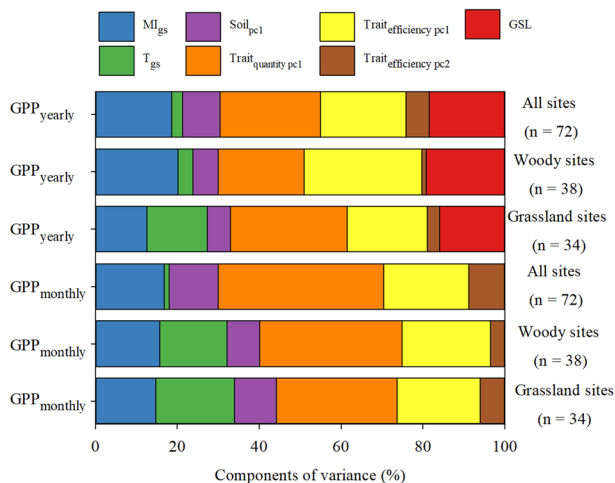 MIgs Soilpc1 Traitefficiency pc1 GSL
Tgs Traitquantity pc1 Traitefficiency pc2
GPPyearly All sites
(n = 72)
GPPyearly Woody sites
(n = 38)
GPPyearly Grassland sites
(n = 34)
GPPmonthly All sites
(n = 72)
GPPmonthly Woody sites
(n = 38)
GPPmonthly Grassland sites
(n = 34)
0 20 40 60 80 100
Components of variance (%)